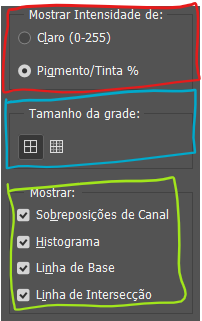 Mostrar Intensidade de:
Claro (0-255)
Pigmento/Tinta %
Tamanho da grade:
Mostrar:
Sobreposições de Canal
Histograma
Linha de Base
Linha de Intersecção